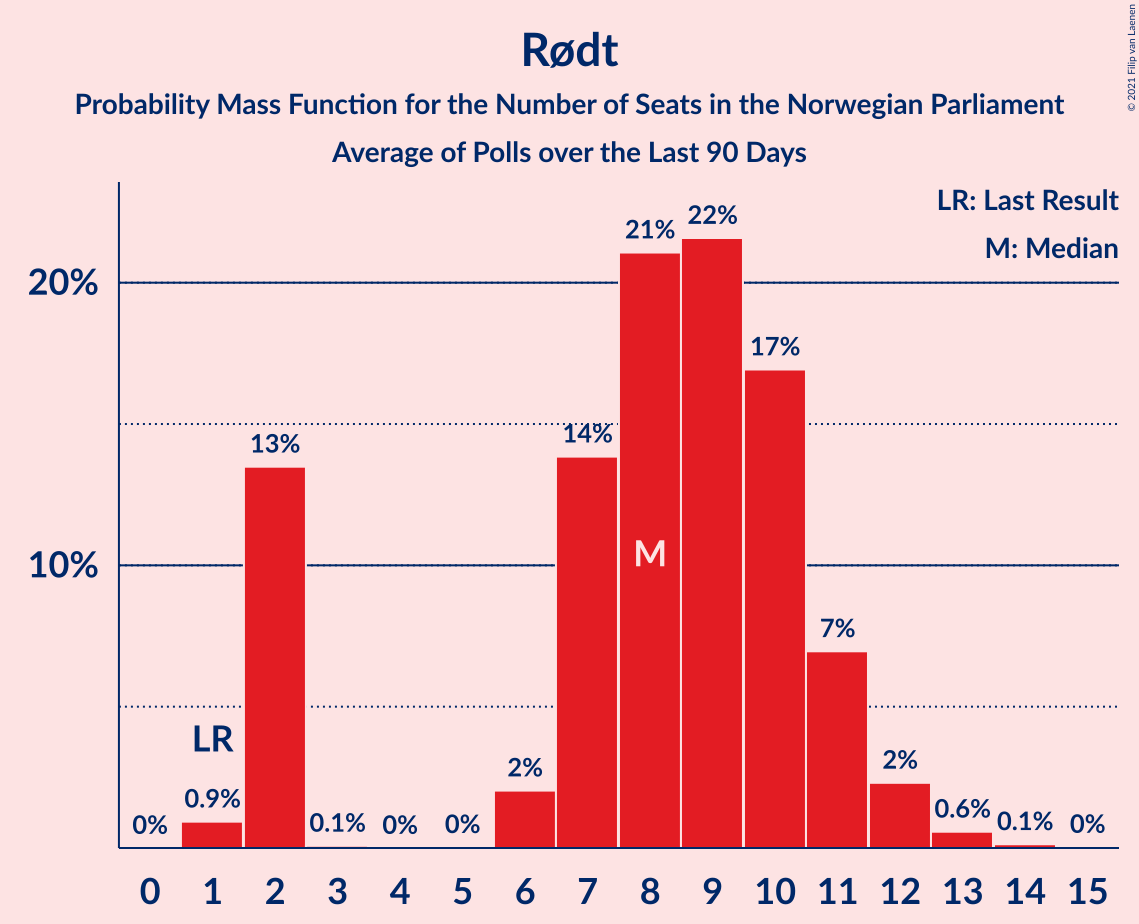 Rødt
Probability Mass Function for the Number of Seats in the Norwegian Parliament
Average of Polls over the Last 90 Days
© 2021 Filip van Laenen
LR: Last Result
M: Median
20%
10%
0%
0.9%
13%
0.1%
0%
0%
2%
14%
21%
22%
17%
7%
2%
0.6%
0.1%
0%
LR
M
0 1 2 3 4 5 6 7 8 9 10 11 12 13 14 15